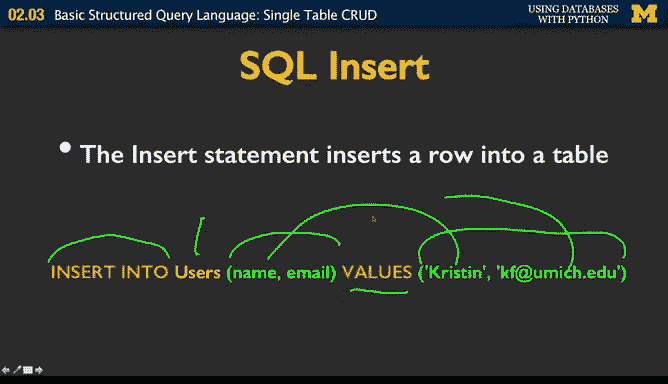 02.03 Basic Structured Query Language: Single Table CRUD
USING DATABASES
WITH PYTHON
M
SQL Insert
• The Insert statement inserts a row into a table
INSERT INTO Users (name, email) VALUES ('Kristin', 'kf@umich.edu')